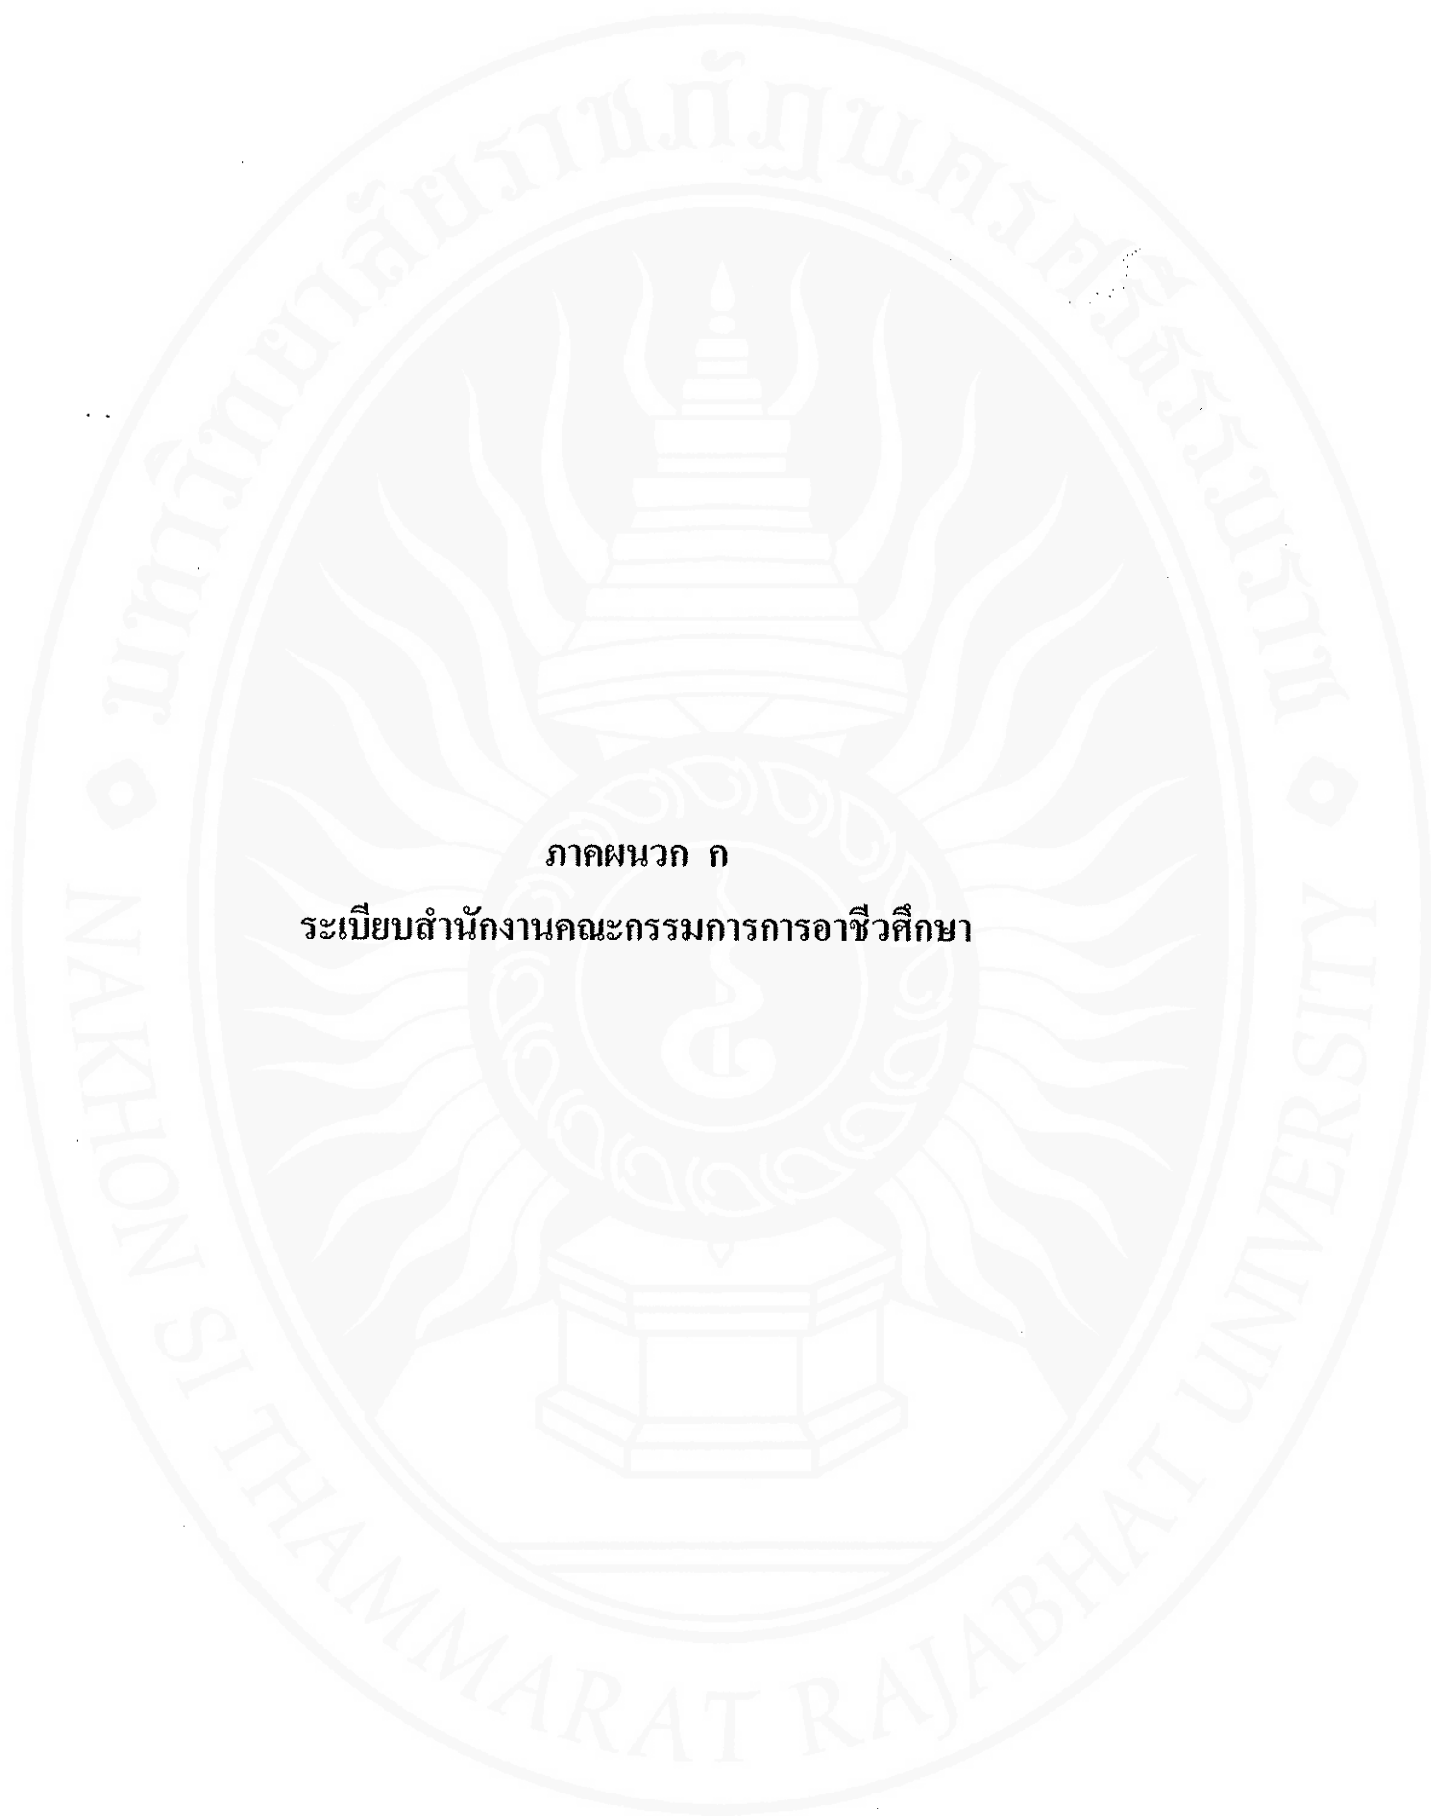 มหาวิทยาลัยราชภัฏนครศรีธรรมราช
ภาคผนวก ค
ระเบียบสำนักงานคณะกรรมการการอาชีวศึกษา
NAKHON SI THAMMARAT RAJABHAT UNIVERSITY